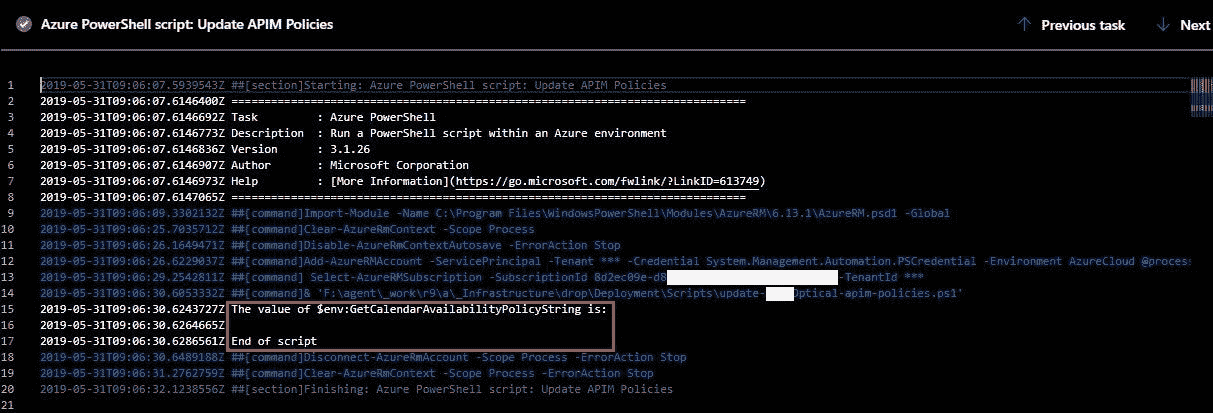 Azure PowerShell script: Update APIM Policies
Previous task
Next
1 2019-05-31T09:06:07.5939543Z ##[section]Starting: Azure PowerShell script: Update APIM Policies
2 2019-05-31T09:06:07.6146400Z ==============================================================================
3 2019-05-31T09:06:07.6146692Z Task         : Azure PowerShell
4 2019-05-31T09:06:07.6146773Z Description  : Run a PowerShell script within an Azure environment
5 2019-05-31T09:06:07.6146836Z Version      : 3.1.26
6 2019-05-31T09:06:07.6146907Z Author       : Microsoft Corporation
7 2019-05-31T09:06:07.6146973Z Help         : [More Information](https://go.microsoft.com/fwlink/?LinkID=613749)
8 2019-05-31T09:06:07.6147065Z ==============================================================================
9 2019-05-31T09:06:09.3302132Z ##[command]Import-Module -Name C:\Program Files\WindowsPowerShell\Modules\AzureRM\6.13.1\AzureRM.psd1 -Global
10 2019-05-31T09:06:25.7035712Z ##[command]Clear-AzureRmContext -Scope Process
11 2019-05-31T09:06:26.1649471Z ##[command]Disable-AzureRmContextAutosave -ErrorAction Stop
12 2019-05-31T09:06:26.6229037Z ##[command]Add-AzureRMAccount -ServicePrincipal -Tenant *** -Credential System.Management.Automation.PSCredential -Environment AzureCloud @process
13 2019-05-31T09:06:29.2542811Z ##[command] Select-AzureRMSubscription -SubscriptionId 8d2ec09e-d8 -TenantId ***
14 2019-05-31T09:06:30.6053332Z ##[command]& 'F:\agent\_work\r9\a\_Infrastructure\drop\Deployment\Scripts\update- Optical-apim-policies.ps1'
15 2019-05-31T09:06:30.6243727Z The value of $env:GetCalendarAvailabilityPolicyString is:
16 2019-05-31T09:06:30.6264665Z
17 2019-05-31T09:06:30.6286561Z End of script
18 2019-05-31T09:06:30.6489188Z ##[command]Disconnect-AzureRmAccount -Scope Process -ErrorAction Stop
19 2019-05-31T09:06:31.2762759Z ##[command]Clear-AzureRmContext -Scope Process -ErrorAction Stop
20 2019-05-31T09:06:32.1238556Z ##[section]Finishing: Azure PowerShell script: Update APIM Policies
21